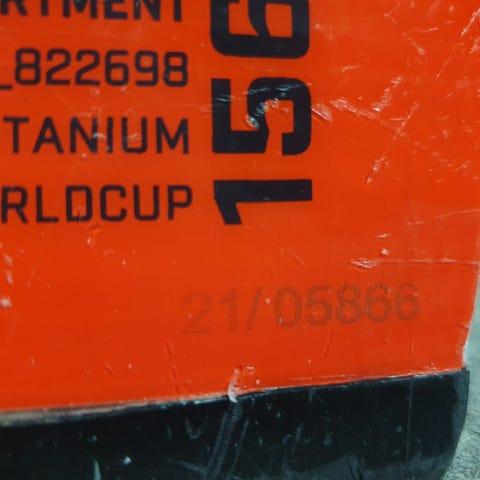 RTMENT
_822698
TANIUM
RLDCUP
156
21/05866